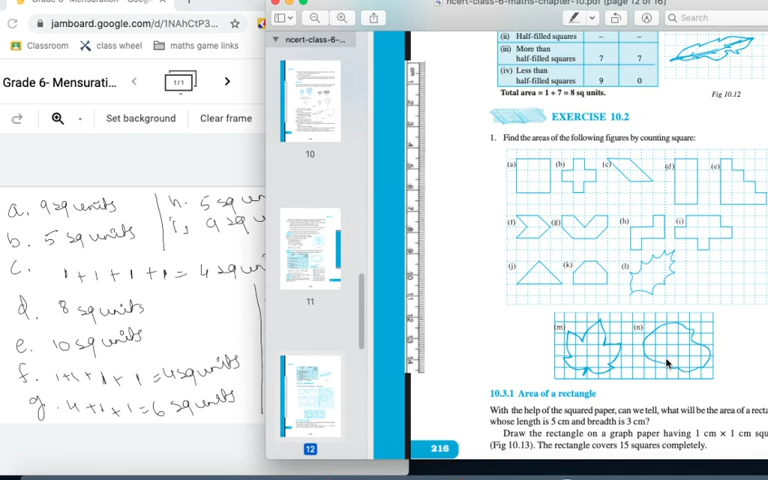 Grade 6- Mensurati...
jamboard.google.com/d/1NAhCtP3...
Classroom
class wheel
maths game links
Grade 6- Mensurati...
1/1
Set background
Clear frame
a. 9 sq units
b. 5 sq units
c. 1+1+1+1 = 4 squn
d. 8 sq units
e. 10 sq units
f. 1+1+1+1 = 4 sq units
g. 4+1+1 = 6 sq units
h. 5 sq un
i. 9 sq u
ncert-class-6-maths-chapter-10.pdf (page 12 of 16)
Search
ncert-class-6-...
10
11
12
(ii) Half-filled squares – –
(iii) More than
half-filled squares 7 7
(iv) Less than
half-filled squares 9 0
Total area = 1 + 7 = 8 sq units.
Fig 10.12
EXERCISE 10.2
1. Find the areas of the following figures by counting square:
(a) (b) (c) (d) (e)
(f) (g) (h) (i)
(j) (k) (l)
(m) (n)
10.3.1 Area of a rectangle
With the help of the squared paper, can we tell, what will be the area of a recta
whose length is 5 cm and breadth is 3 cm?
Draw the rectangle on a graph paper having 1 cm × 1 cm squ
(Fig 10.13). The rectangle covers 15 squares completely.
216